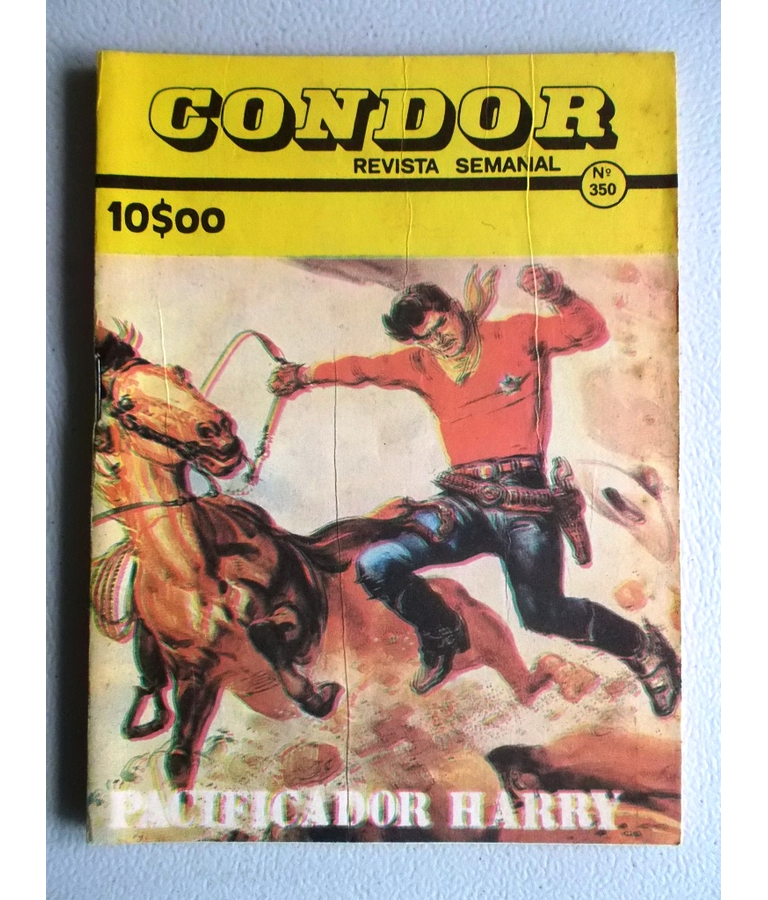 CONDOR
REVISTA SEMANAL
Nº
350
10$00
PACIFICADOR HARRY